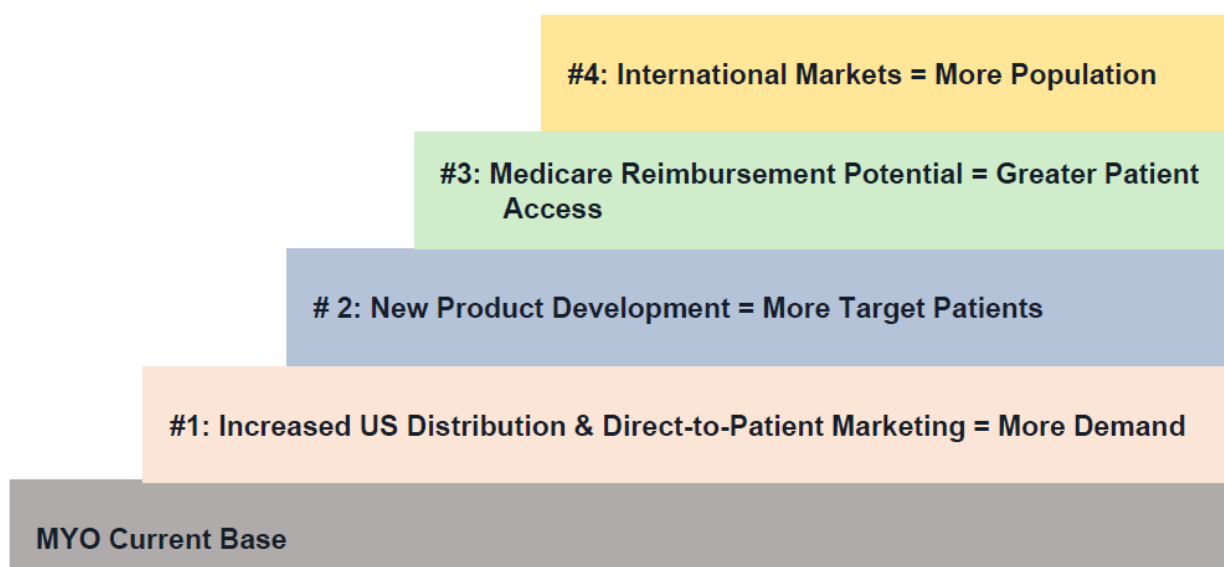 #4: International Markets = More Population
#3: Medicare Reimbursement Potential = Greater Patient
Access
# 2: New Product Development = More Target Patients
#1: Increased US Distribution & Direct-to-Patient Marketing = More Demand
MYO Current Base